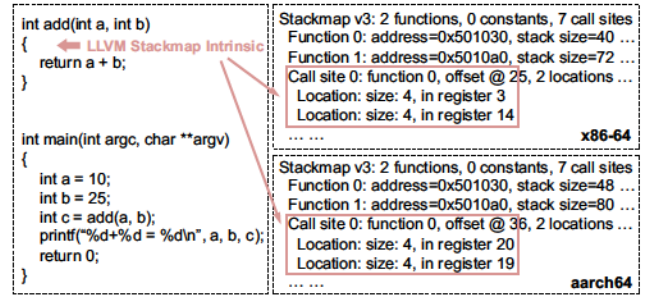 int add(int a, int b)
{ LLVM Stackmap Intrinsic
return a + b;
}
int main(int argc, char **argv)
{
int a = 10;
int b = 25;
int c = add(a, b);
printf("%d+%d = %d\n", a, b, c);
return 0;
}
Stackmap v3: 2 functions, 0 constants, 7 call sites
Function 0: address=0x501030, stack size=40 ...
Function 1: address=0x5010a0, stack size=72 ...
Call site 0: function 0, offset @ 25, 2 locations ...
Location: size: 4, in register 3
Location: size: 4, in register 14
... ...
x86-64
Stackmap v3: 2 functions, 0 constants, 7 call sites
Function 0: address=0x501030, stack size=48 ...
Function 1: address=0x5010a0, stack size=80 ...
Call site 0: function 0, offset @ 36, 2 locations ...
Location: size: 4, in register 20
Location: size: 4, in register 19
... ...
aarch64